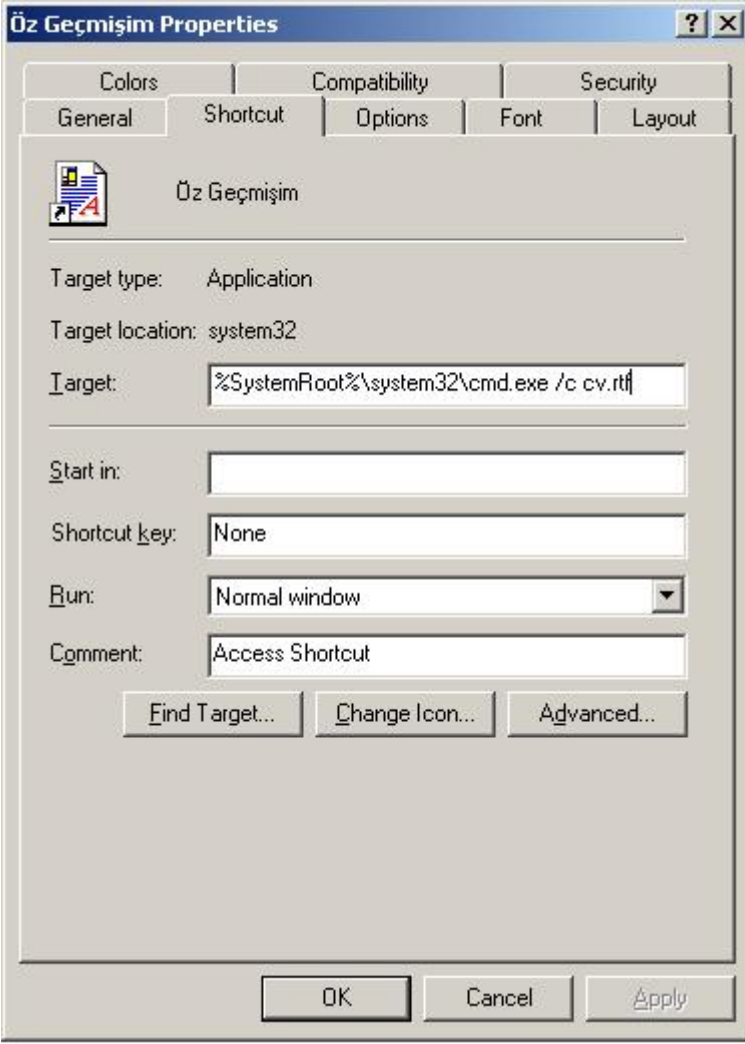 Öz Geçmişim Properties
Colors Compatibility Security
General Shortcut Options Font Layout
Öz Geçmişim
Target type: Application
Target location: system32
Target: %SystemRoot%\system32\cmd.exe /c cv.rtf
Start in:
Shortcut key: None
Run: Normal window
Comment: Access Shortcut
Find Target... Change Icon... Advanced...
OK Cancel Apply